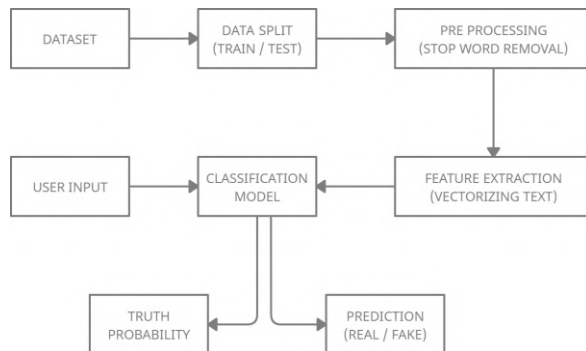 DATASET
DATA SPLIT
(TRAIN / TEST)
PRE PROCESSING
(STOP WORD REMOVAL)
USER INPUT
CLASSIFICATION
MODEL
FEATURE EXTRACTION
(VECTORIZING TEXT)
TRUTH
PROBABILITY
PREDICTION
(REAL / FAKE)